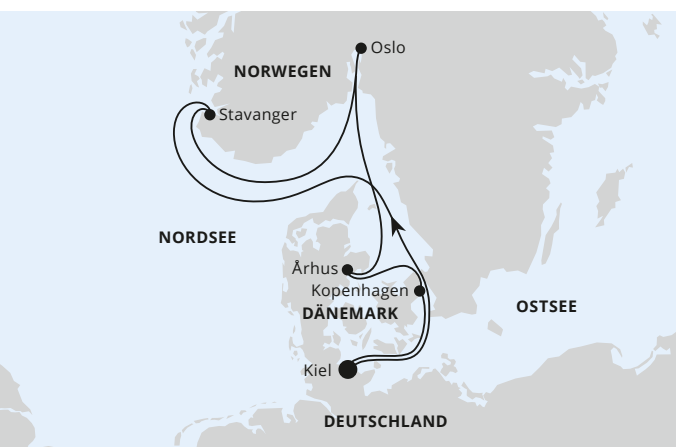 Oslo
NORWEGEN
Stavanger
NORDSEE
Århus
Kopenhagen
DÄNEMARK
OSTSEE
Kiel
DEUTSCHLAND